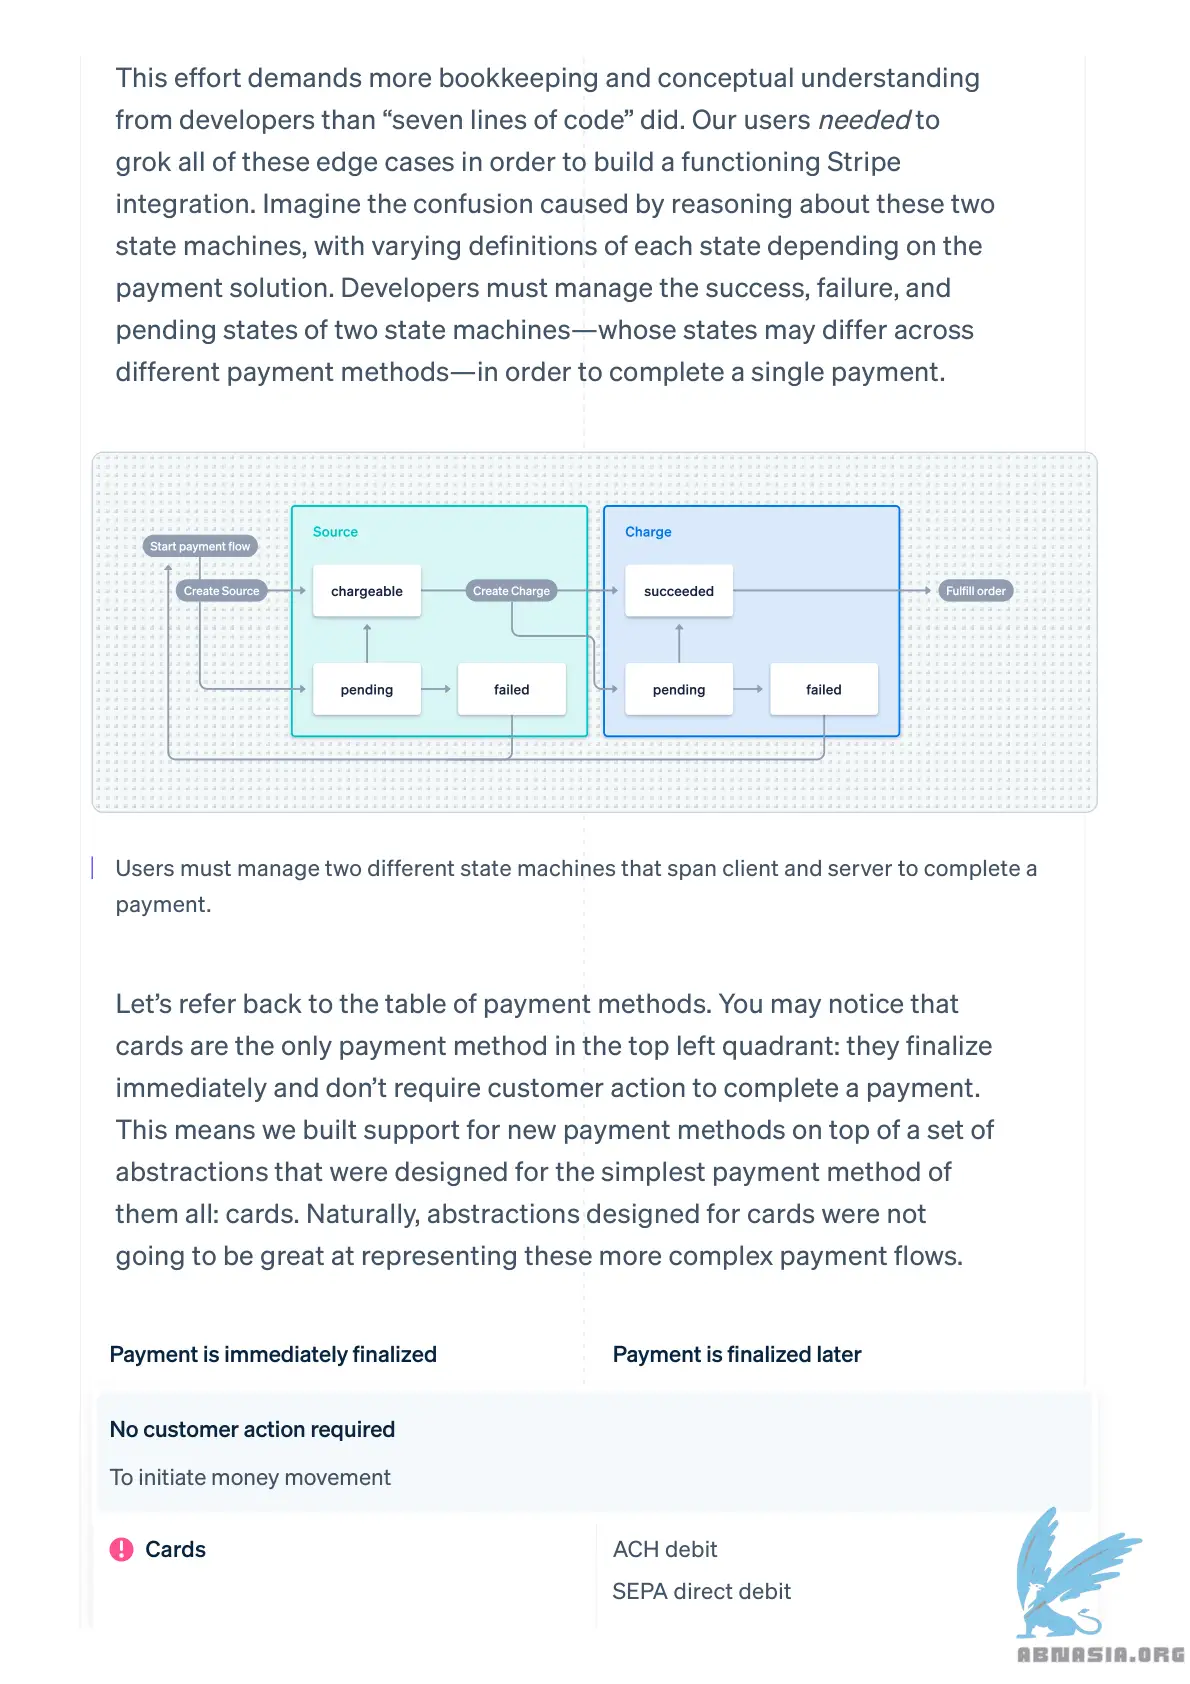 This effort demands more bookkeeping and conceptual understanding
from developers than “seven lines of code” did. Our users needed to
grok all of these edge cases in order to build a functioning Stripe
integration. Imagine the confusion caused by reasoning about these two
state machines, with varying definitions of each state depending on the
payment solution. Developers must manage the success, failure, and
pending states of two state machines—whose states may differ across
different payment methods—in order to complete a single payment.
Source
Charge
Start payment flow
Create Source
chargeable
Create Charge
succeeded
Fulfill order
pending
failed
pending
failed
Users must manage two different state machines that span client and server to complete a
payment.
Let’s refer back to the table of payment methods. You may notice that
cards are the only payment method in the top left quadrant: they finalize
immediately and don’t require customer action to complete a payment.
This means we built support for new payment methods on top of a set of
abstractions that were designed for the simplest payment method of
them all: cards. Naturally, abstractions designed for cards were not
going to be great at representing these more complex payment flows.
Payment is immediately finalized
Payment is finalized later
No customer action required
To initiate money movement
Cards
ACH debit
SEPA direct debit
ABNASIA.ORG